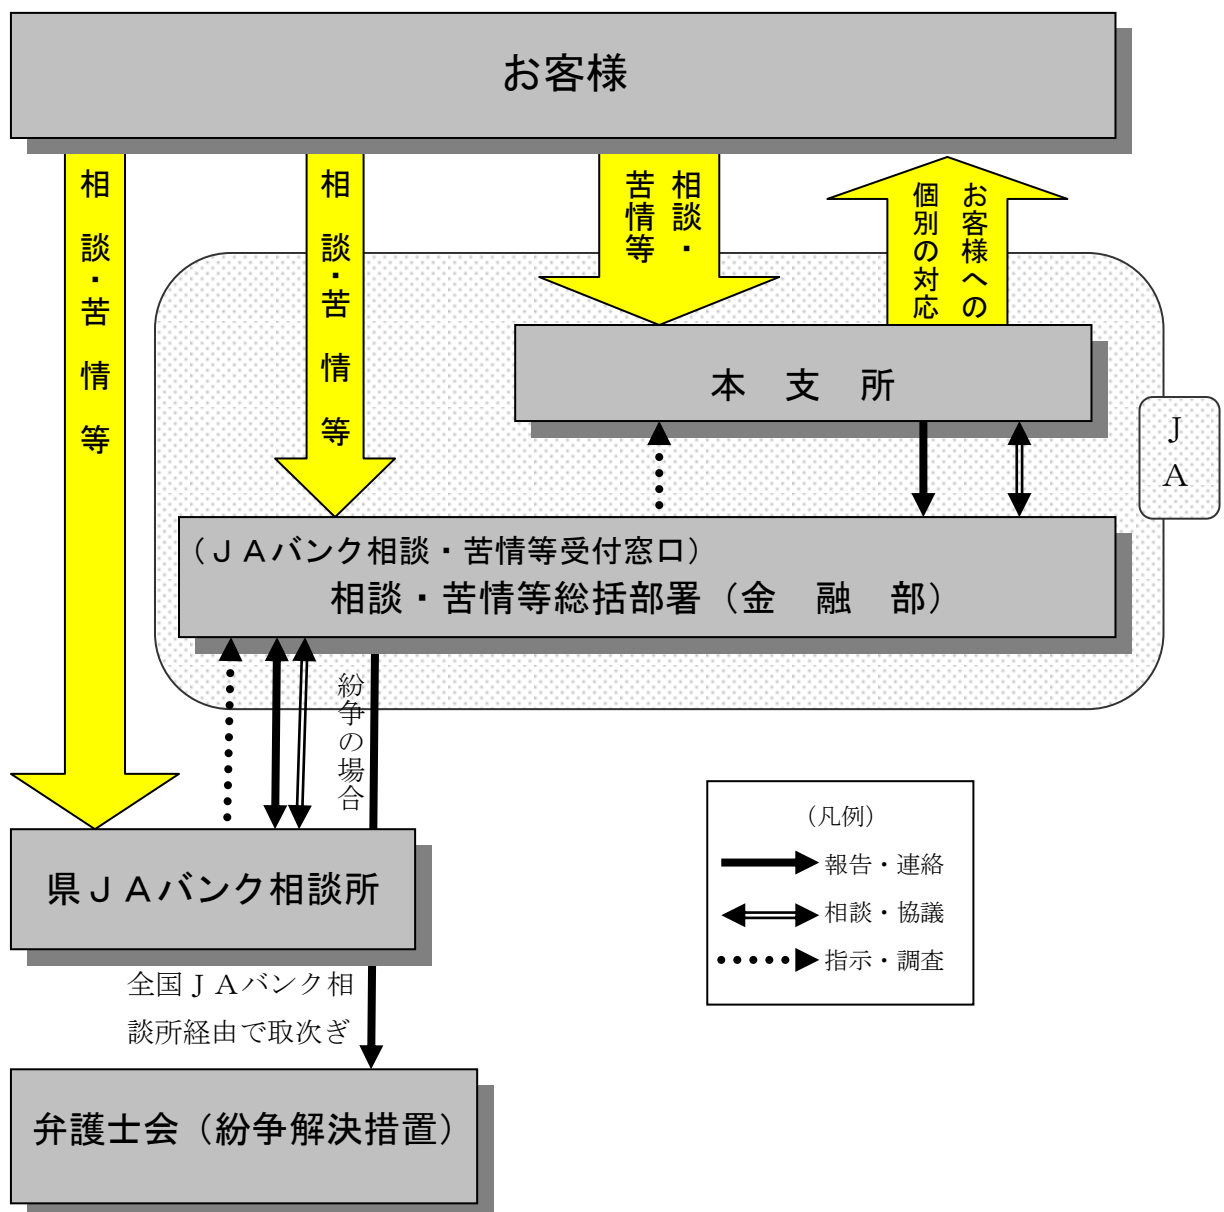 お客様
相　談・苦　情　等
相　談・苦　情　等
相談・
苦情等
お客様への
個別の対応
本　支　所
ＪＡ
（ＪＡバンク相談・苦情等受付窓口）
相談・苦情等総括部署（金　融　部）
紛争の場合
県ＪＡバンク相談所
全国ＪＡバンク相
談所経由で取次ぎ
弁護士会（紛争解決措置）
（凡例）
報告・連絡
相談・協議
指示・調査